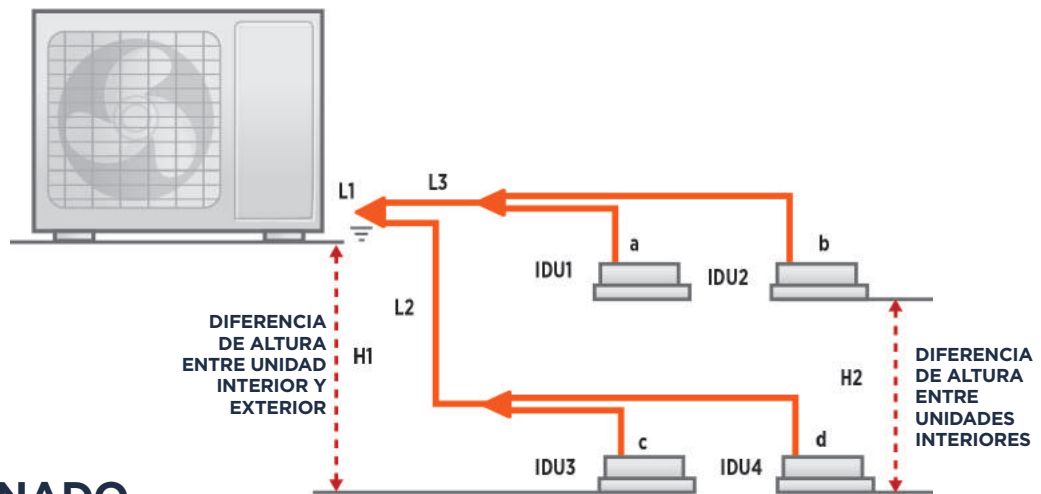 L1
L3
a
b
IDU1
IDU2
L2
DIFERENCIA
DE ALTURA
ENTRE UNIDAD
INTERIOR Y
EXTERIOR
H1
H2
DIFERENCIA
DE ALTURA
ENTRE
UNIDADES
INTERIORES
c
d
IDU3
IDU4